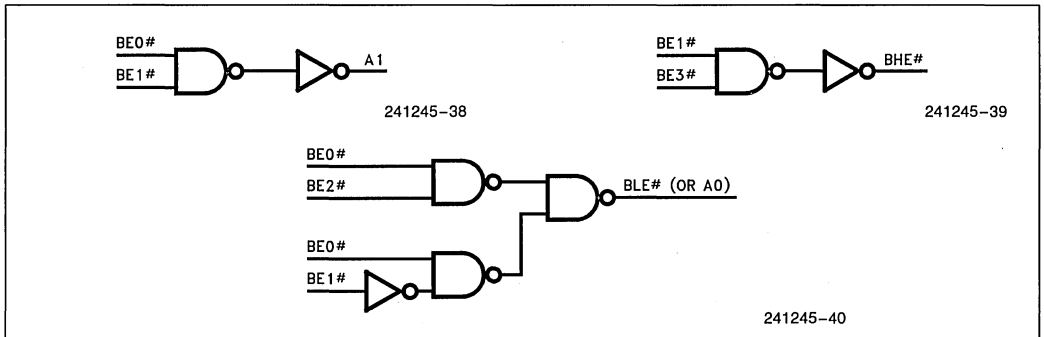 BE0#
BE1#
A1
241245-38
BE1#
BE3#
BHE#
241245-39
BE0#
BE2#
BLE# (OR A0)
BE0#
BE1#
241245-40